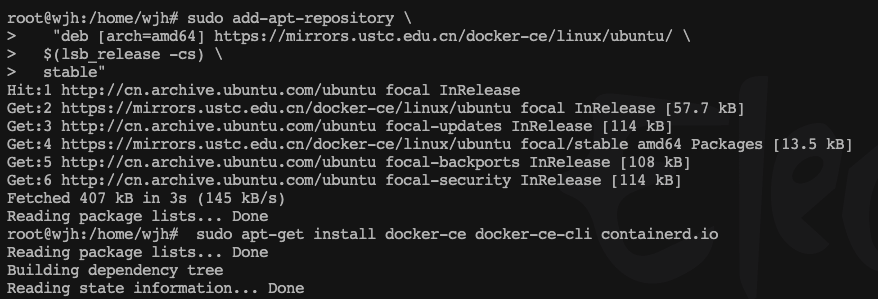 root@wjh:/home/wjh# sudo add-apt-repository \
>    "deb [arch=amd64] https://mirrors.ustc.edu.cn/docker-ce/linux/ubuntu/ \
>   $(lsb_release -cs) \
>   stable"
Hit:1 http://cn.archive.ubuntu.com/ubuntu focal InRelease
Get:2 https://mirrors.ustc.edu.cn/docker-ce/linux/ubuntu focal InRelease [57.7 kB]
Get:3 http://cn.archive.ubuntu.com/ubuntu focal-updates InRelease [114 kB]
Get:4 https://mirrors.ustc.edu.cn/docker-ce/linux/ubuntu focal/stable amd64 Packages [13.5 kB]
Get:5 http://cn.archive.ubuntu.com/ubuntu focal-backports InRelease [108 kB]
Get:6 http://cn.archive.ubuntu.com/ubuntu focal-security InRelease [114 kB]
Fetched 407 kB in 3s (145 kB/s)
Reading package lists... Done
root@wjh:/home/wjh#  sudo apt-get install docker-ce docker-ce-cli containerd.io
Reading package lists... Done
Building dependency tree
Reading state information... Done